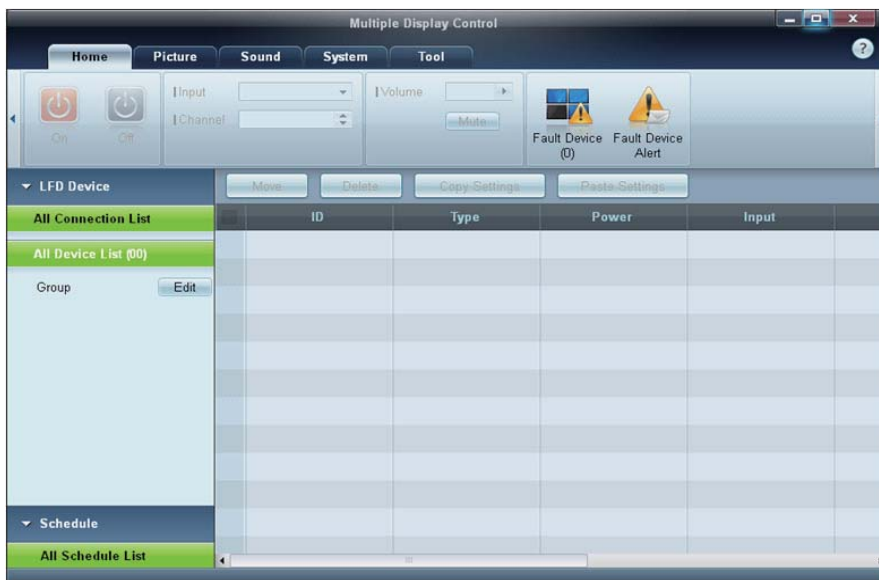 Multiple Display Control
Home Picture Sound System Tool
Input Volume
Channel Mute
On Off
Fault Device (0)
Fault Device Alert
LFD Device
Move Delete Copy Settings Paste Settings
All Connection List
ID Type Power Input
All Device List (00)
Group Edit
Schedule
All Schedule List